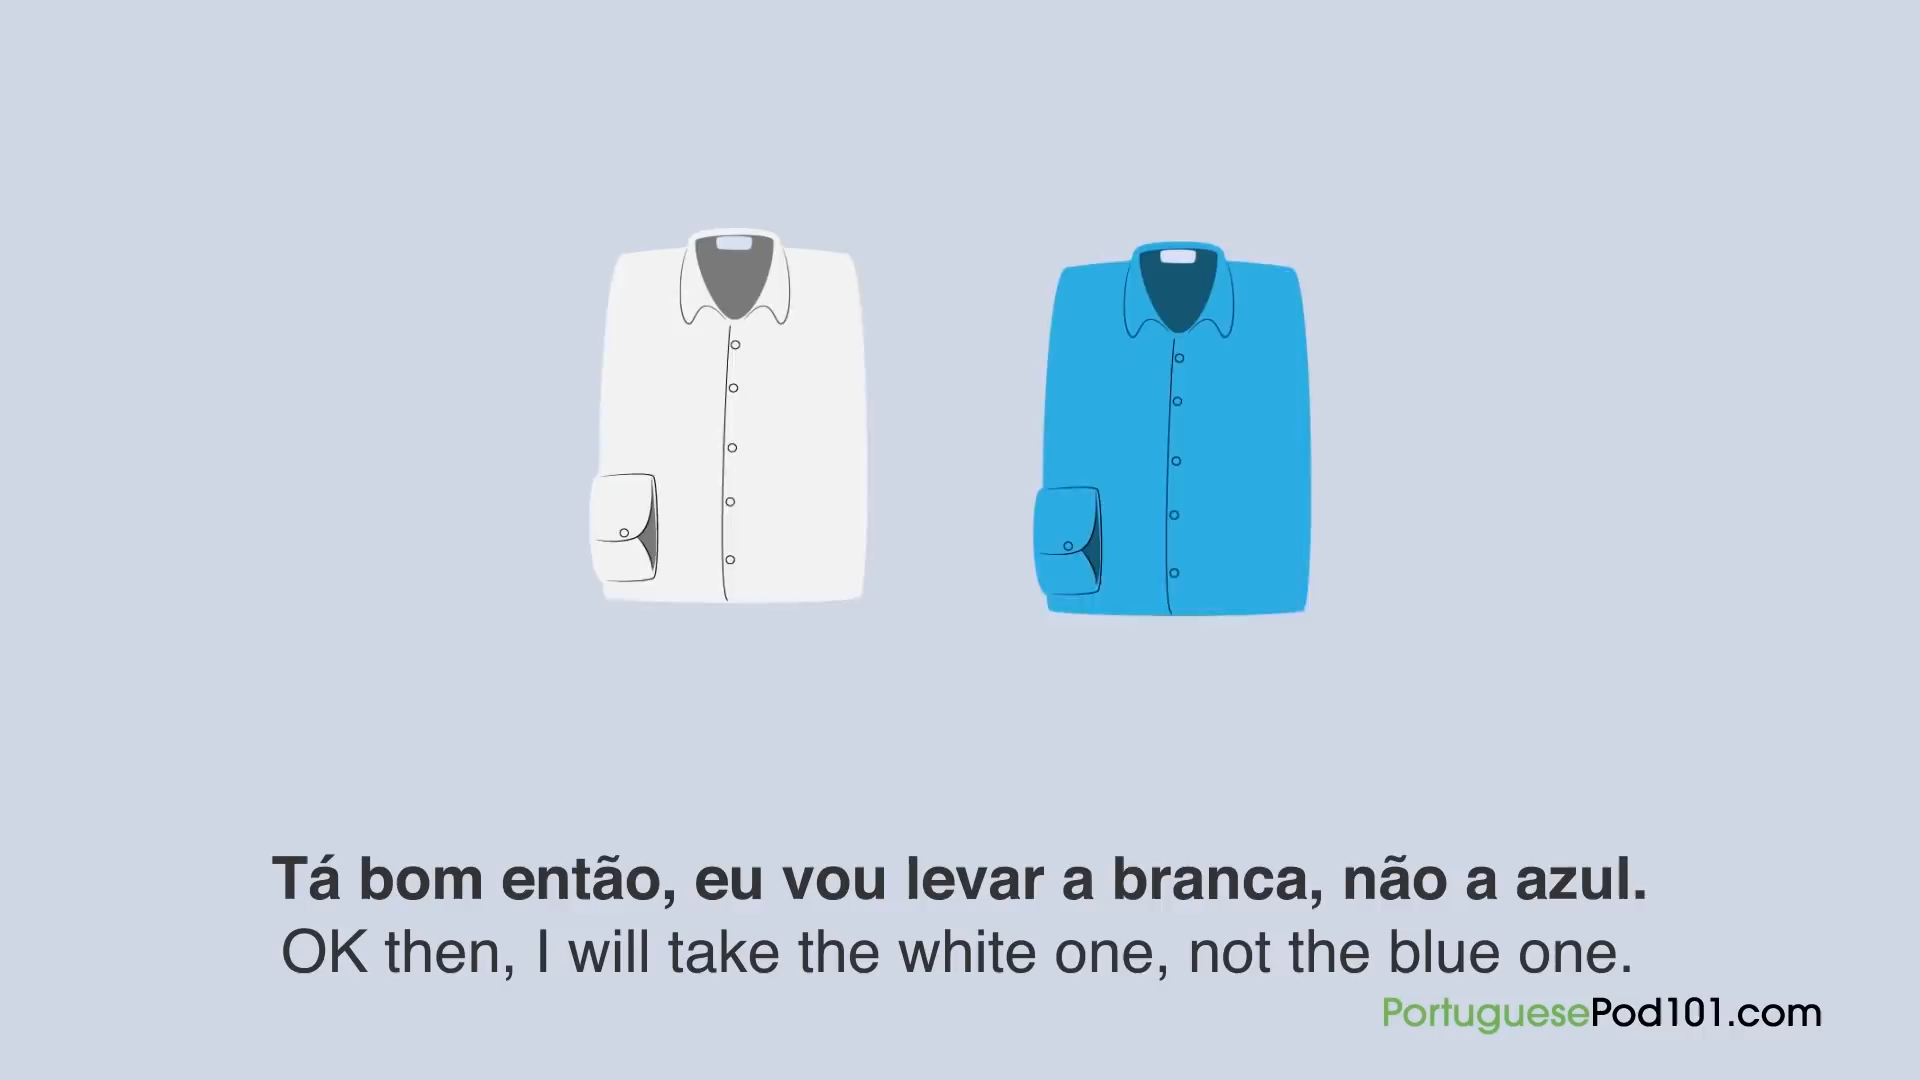 Tá bom então, eu vou levar a branca, não a azul.
OK then, I will take the white one, not the blue one.
PortuguesePod101.com